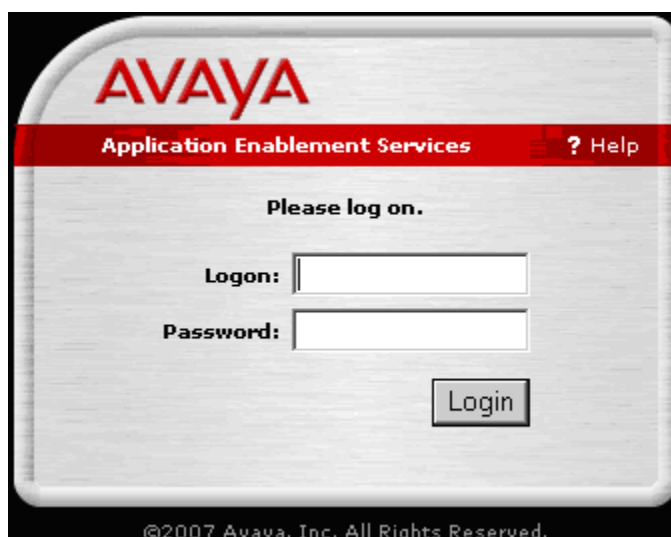 AVAYA
Application Enablement Services ? Help
Please log on.
Logon:
Password:
Login
©2007 Avaya, Inc. All Rights Reserved.